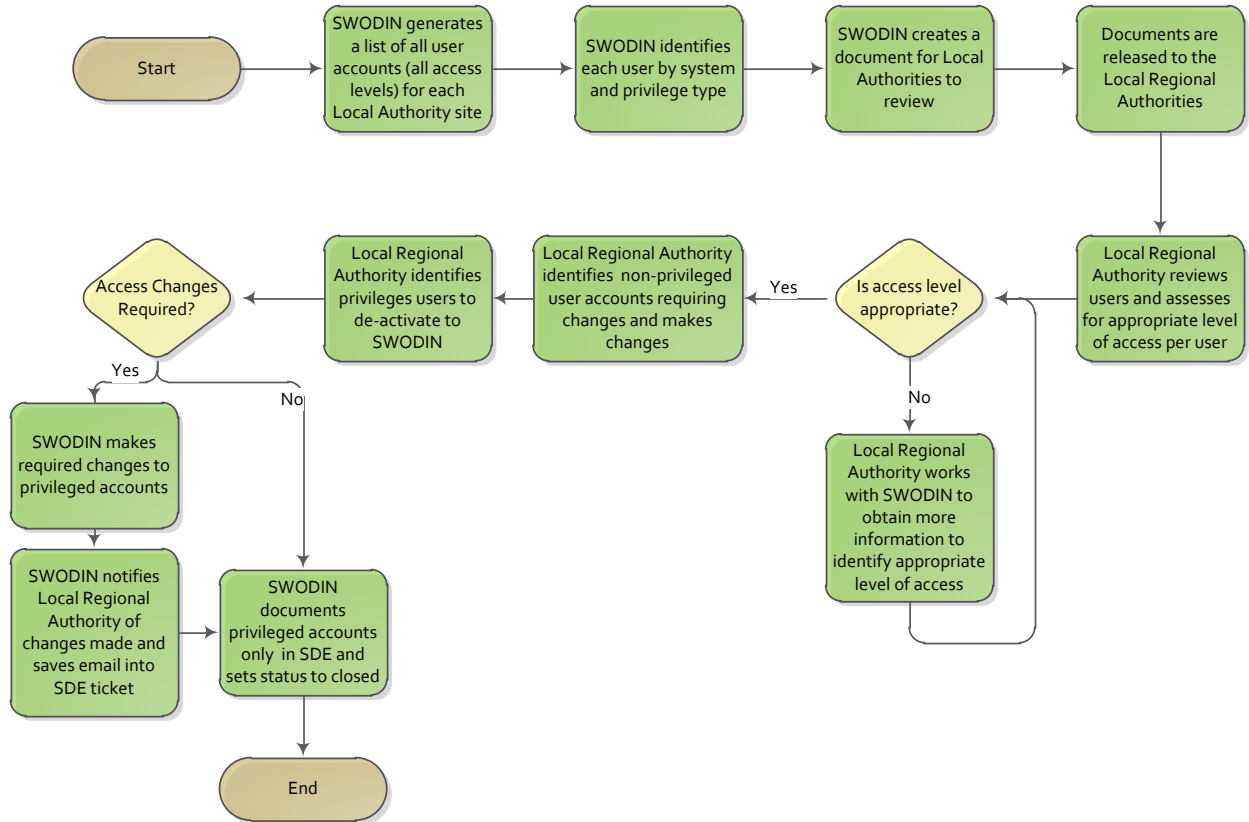 Start
SWODIN generates
a list of all user
accounts (all access
levels) for each
Local Authority site
SWODIN identifies
each user by system
and privilege type
SWODIN creates a
document for Local
Authorities to
review
Documents are
released to the
Local Regional
Authorities
Local Regional
Authority reviews
users and assesses
for appropriate level
of access per user
Is access level
appropriate?
Yes
No
Local Regional
Authority works
with SWODIN to
obtain more
information to
identify appropriate
level of access
Local Regional Authority
identifies non-privileged
user accounts requiring
changes and makes
changes
Local Regional
Authority identifies
privileges users to
de-activate to
SWODIN
Access Changes
Required?
Yes
No
SWODIN makes
required changes to
privileged accounts
SWODIN notifies
Local Regional
Authority of
changes made and
saves email into
SDE ticket
SWODIN
documents
privileged accounts
only in SDE and
sets status to closed
End